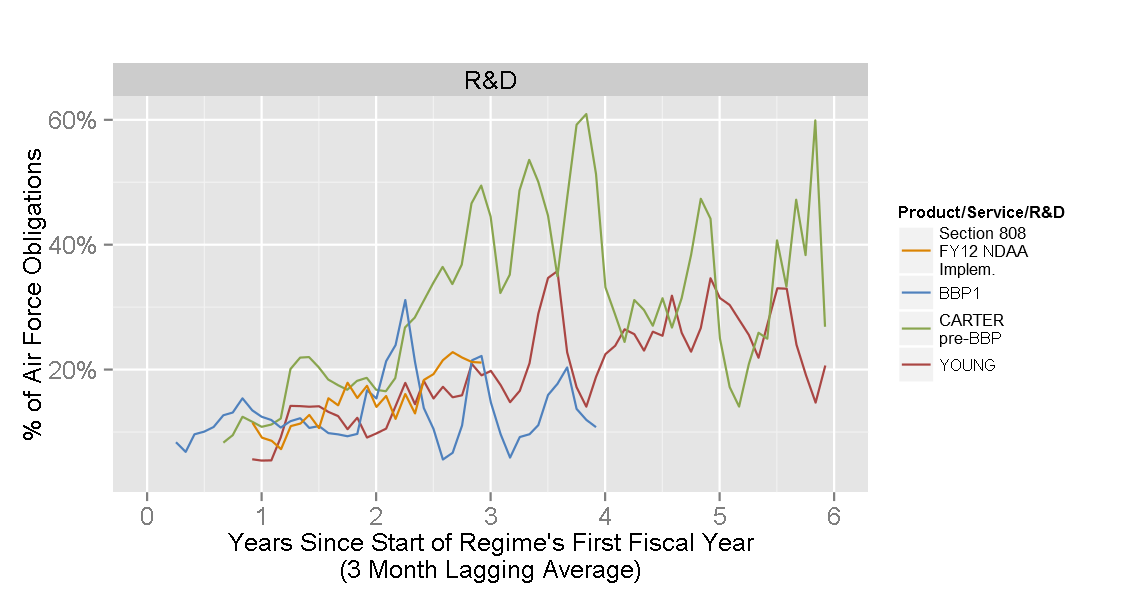 R&D
60%
40%
20%
% of Air Force Obligations
0 1 2 3 4 5 6
Years Since Start of Regime's First Fiscal Year
(3 Month Lagging Average)
Product/Service/R&D
Section 808
FY12 NDAA
Implem.
BBP1
CARTER
pre-BBP
YOUNG